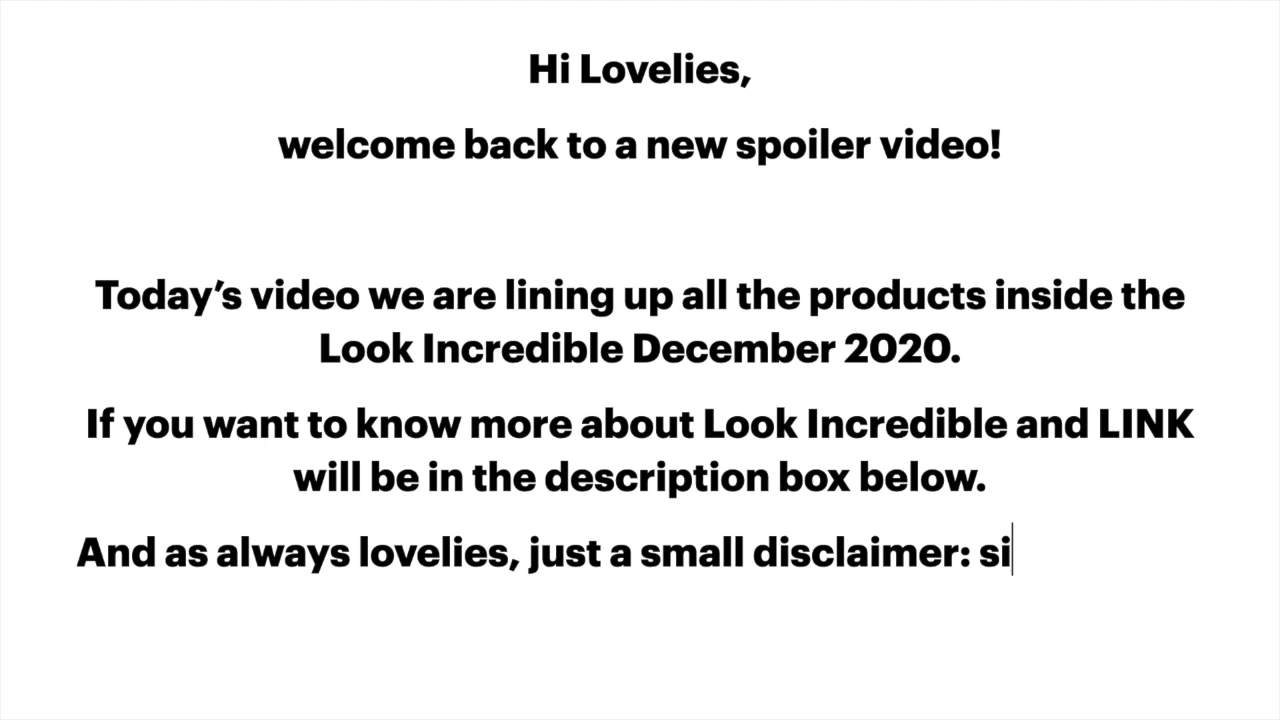 Hi Lovelies,
welcome back to a new spoiler video!
Today’s video we are lining up all the products inside the
Look Incredible December 2020.
If you want to know more about Look Incredible and LINK
will be in the description box below.
And as always lovelies, just a small disclaimer: si